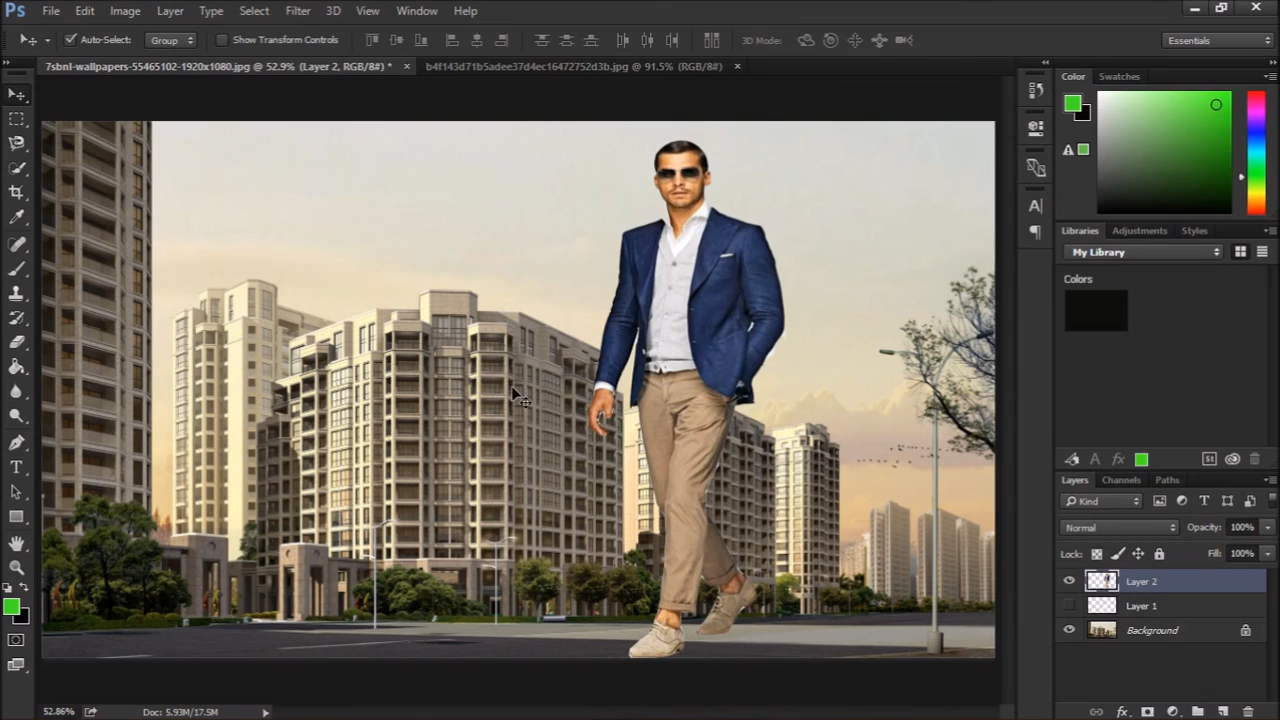 Ps File Edit Image Layer Type Select Filter 3D View Window Help
Auto-Select: Group Show Transform Controls 3D Mode: Essentials
7sbnl-wallpapers-55465102-1920x1080.jpg @ 52.9% (Layer 2, RGB/8#) * × b4f143d71b5adee37d4ec16472752d3b.jpg @ 91.5% (RGB/8#) ×
Color Swatches
Libraries Adjustments Styles
My Library
Colors
Layers Channels Paths
Kind
Normal Opacity: 100%
Lock: Fill: 100%
Layer 2
Layer 1
Background
52.86% Doc: 5.93M/17.5M